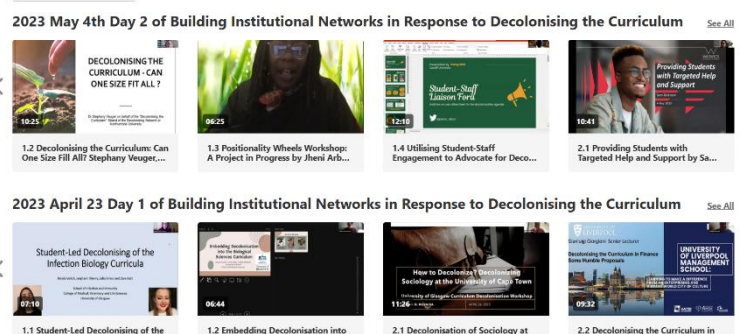 2023 May 4th Day 2 of Building Institutional Networks in Response to Decolonising the Curriculum
See All
DECOLONISING THE
CURRICULUM - CAN
ONE SIZE FIT ALL ?
10:25
06:25
Student-Staff
Liaison Foru
12:10
Providing Students
with Targeted Help
and Support
10:41
1.2 Decolonising the Curriculum: Can
One Size Fill All? Stephany Veuger,...
1.3 Positionality Wheels Workshop:
A Project in Progress by Jheni Arb...
1.4 Utilising Student-Staff
Engagement to Advocate for Deco...
2.1 Providing Students with
Targeted Help and Support by Sa...
2023 April 23 Day 1 of Building Institutional Networks in Response to Decolonising the Curriculum
See All
Student-Led Decolonising of the
Infection Biology Curricula
07:10
Embedding Decolonisation
into the Biological
Sciences Curriculum
06:44
How to Decolonize? Decolonizing
Sociology at the University of Cape Town
University of Glasgow Curriculum Decolonisation Workshop
11:26
Decolonising the Curriculum in Finance
UNIVERSITY
OF LIVERPOOL
MANAGEMENT
SCHOOL:
09:32
1.1 Student-Led Decolonising of the
1.2 Embedding Decolonisation into
2.1 Decolonisation of Sociology at
2.2 Decolonising the Curriculum in